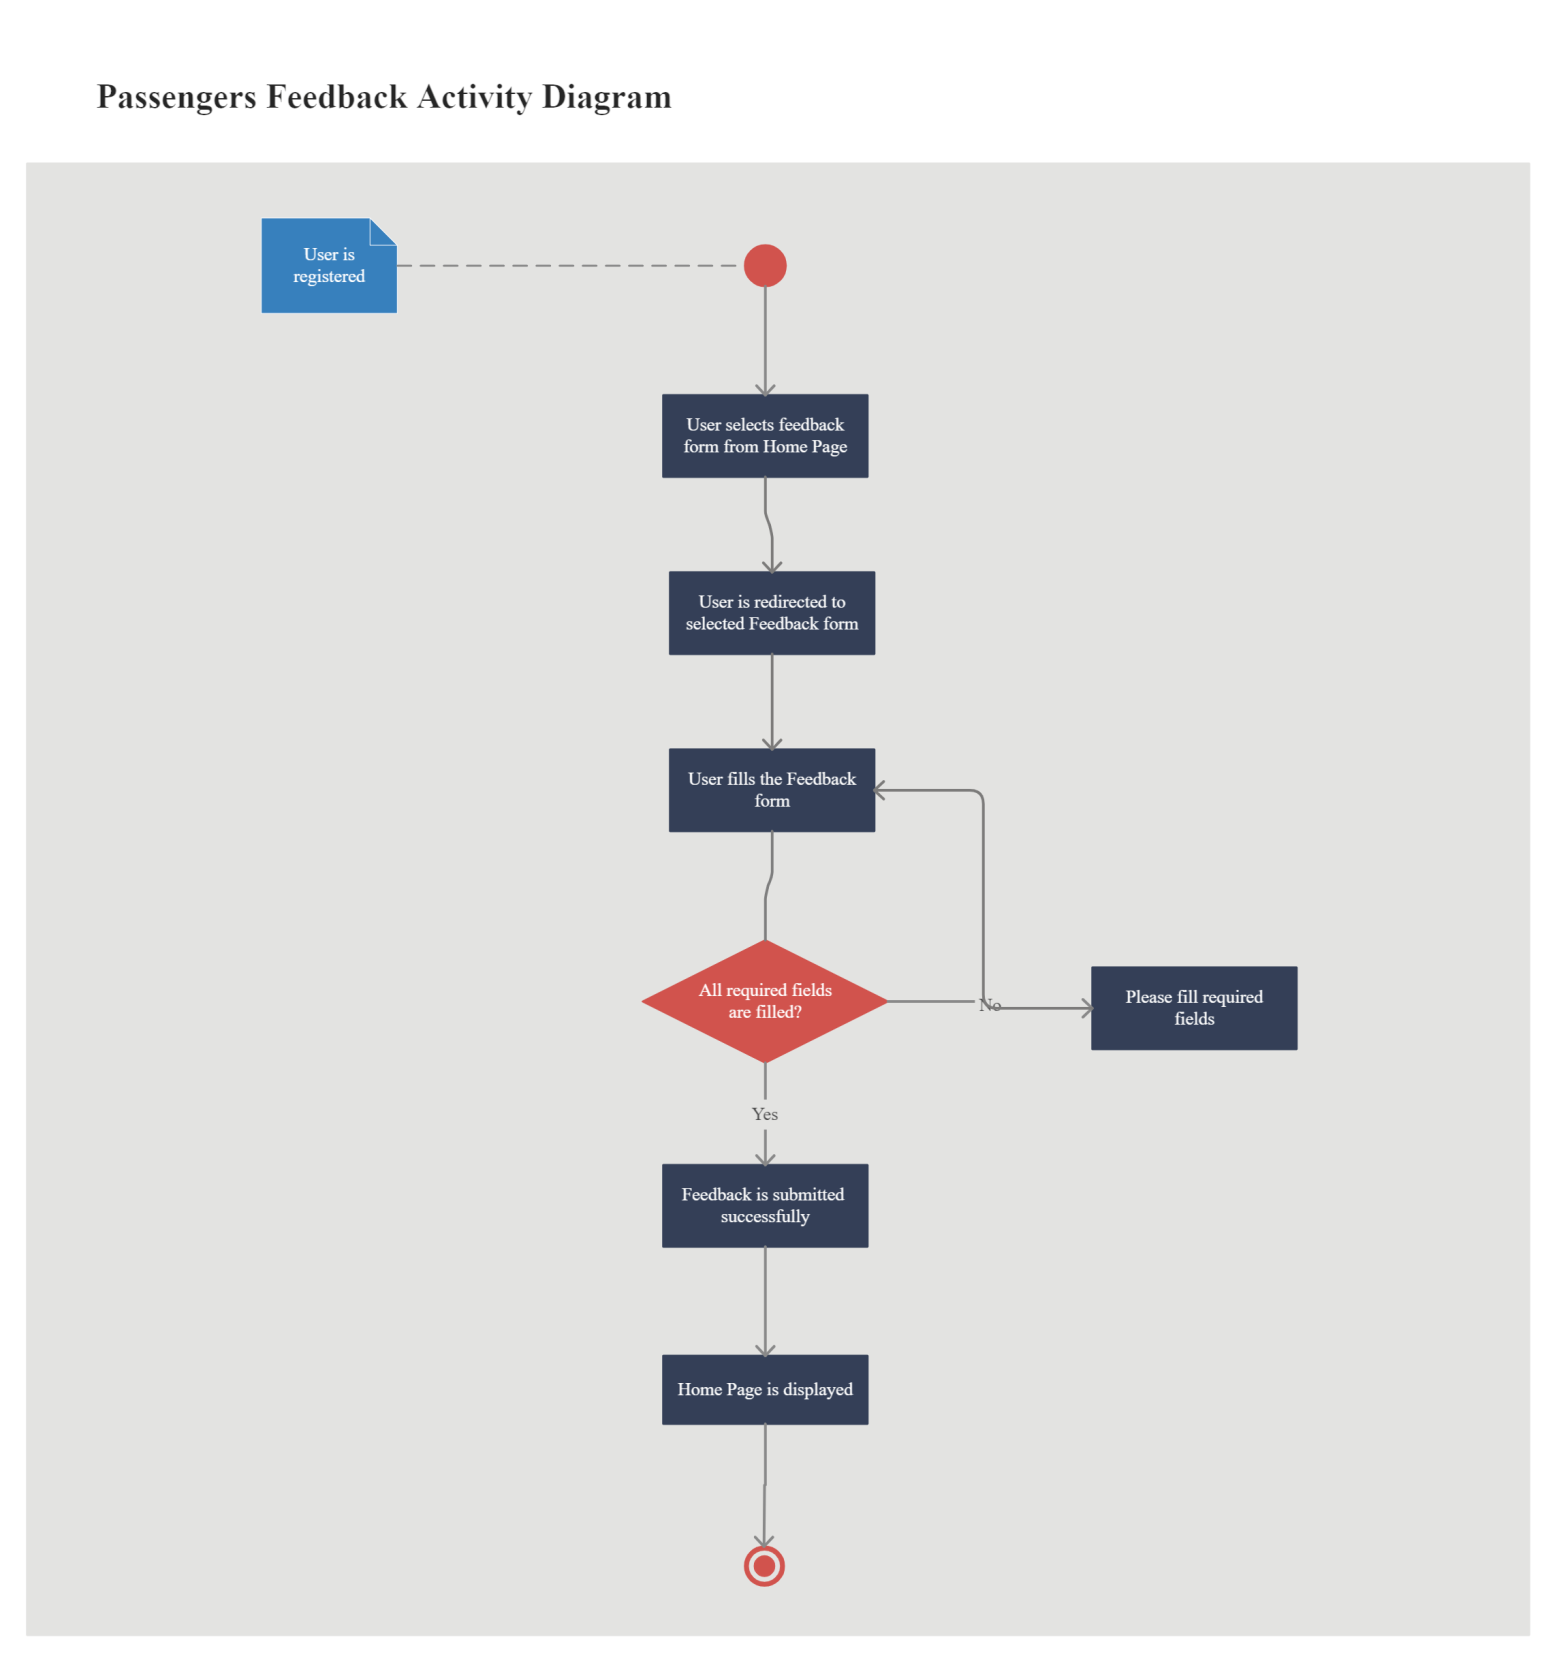 Passengers Feedback Activity Diagram
User is
registered
User selects feedback
form from Home Page
User is redirected to
selected Feedback form
User fills the Feedback
form
All required fields
are filled?
No
Please fill required
fields
Yes
Feedback is submitted
successfully
Home Page is displayed